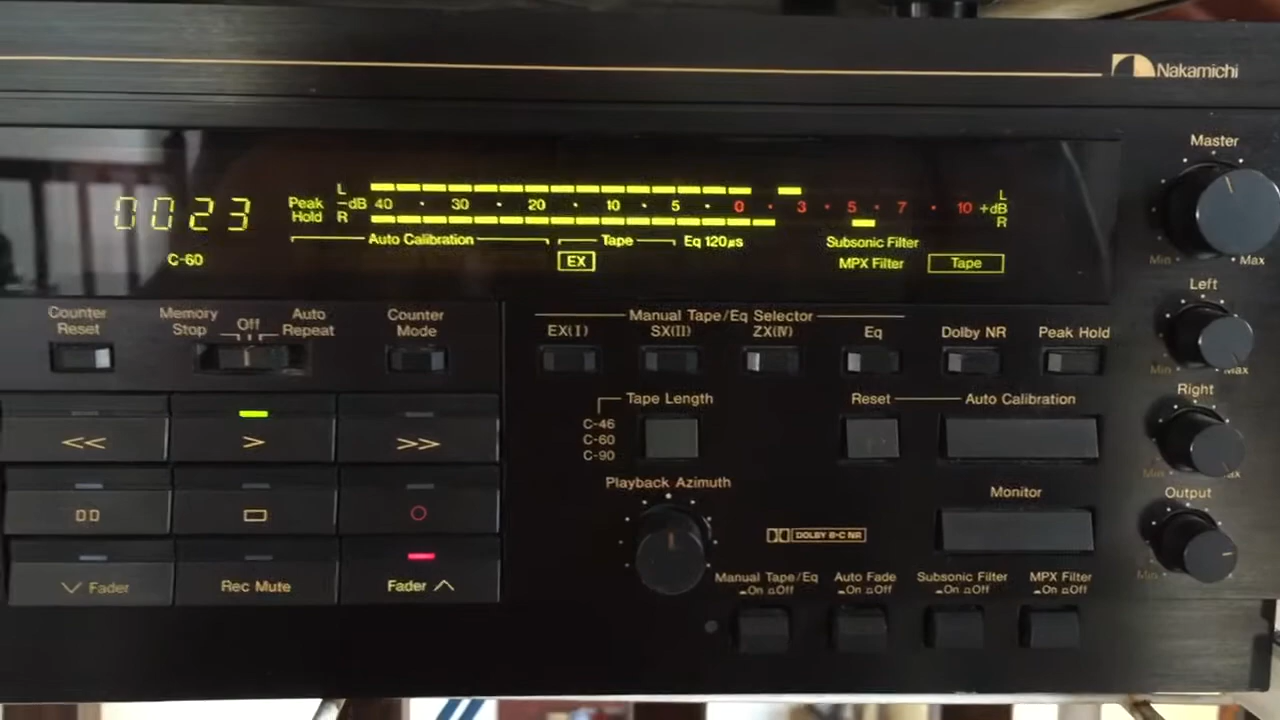 Nakamichi
Master
Min Max
0023
C-60
Peak Hold
L
R
-dB 40 30 20 10 5 0 3 5 7 10 +dB
L
R
Auto Calibration
Tape
Eq 120µs
EX
Subsonic Filter
MPX Filter
Tape
Left
Min Max
Counter Reset
Memory Stop
Off
Auto Repeat
Counter Mode
Manual Tape/Eq Selector
EX(I)
SX(II)
ZX(IV)
Eq
Dolby NR
Peak Hold
Right
Min
<<
>
>>
Tape Length
C-46
C-60
C-90
Reset
Auto Calibration
Playback Azimuth
Monitor
Output
Min
DOLBY B-C NR
Fader
Rec Mute
Fader
Manual Tape/Eq
On Off
Auto Fade
On Off
Subsonic Filter
On Off
MPX Filter
On Off